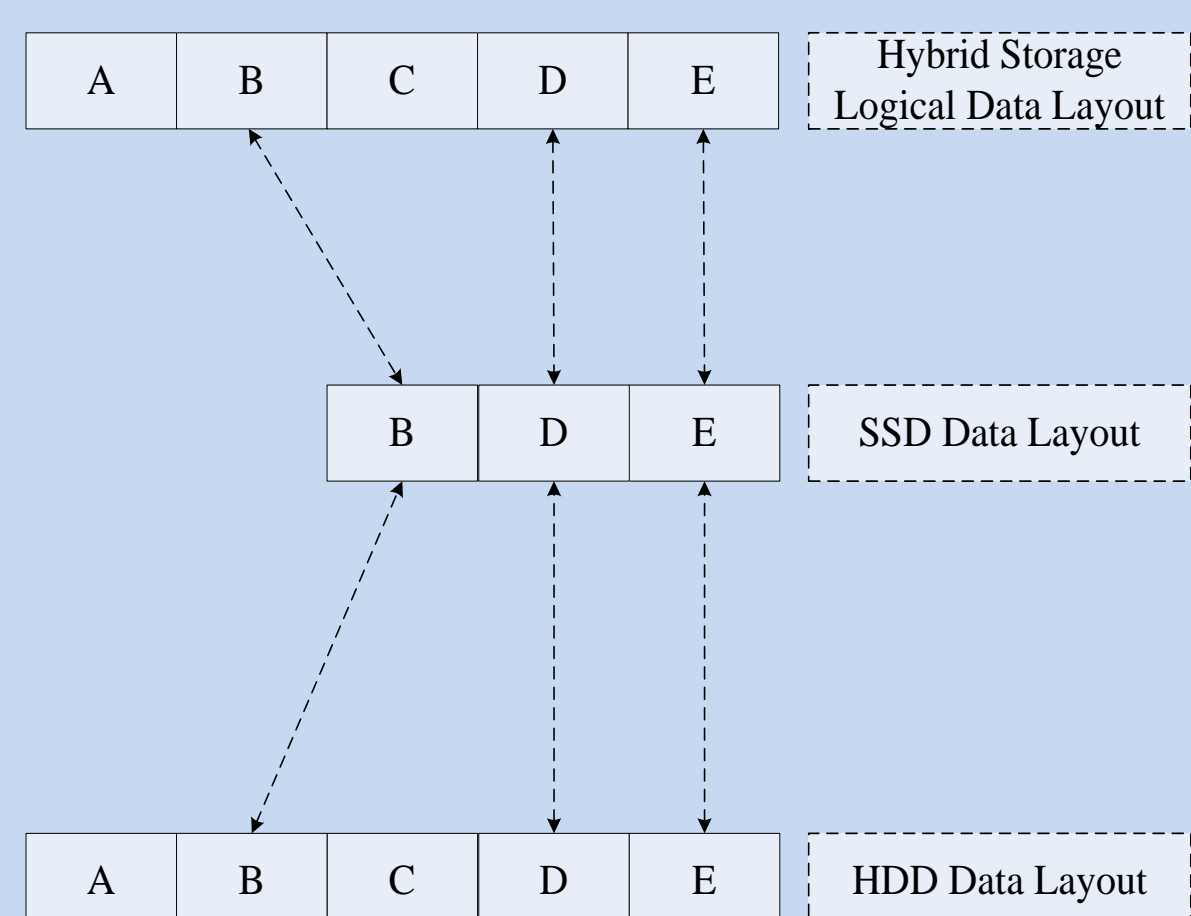 A B C D E
Hybrid Storage
Logical Data Layout
B D E
SSD Data Layout
A B C D E
HDD Data Layout